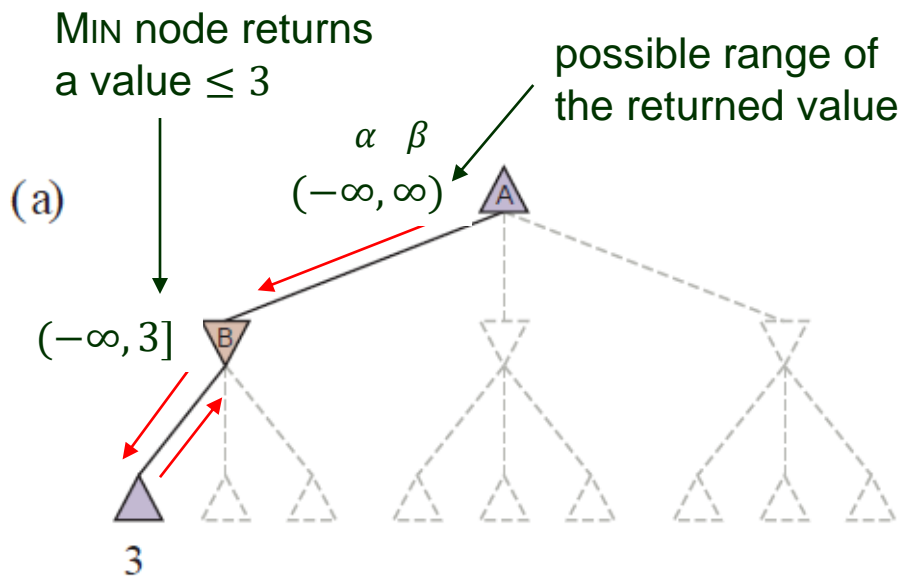 MIN node returns
a value ≤ 3
possible range of
the returned value
α β
(a)
(−∞, ∞)
A
(−∞, 3]
B
3